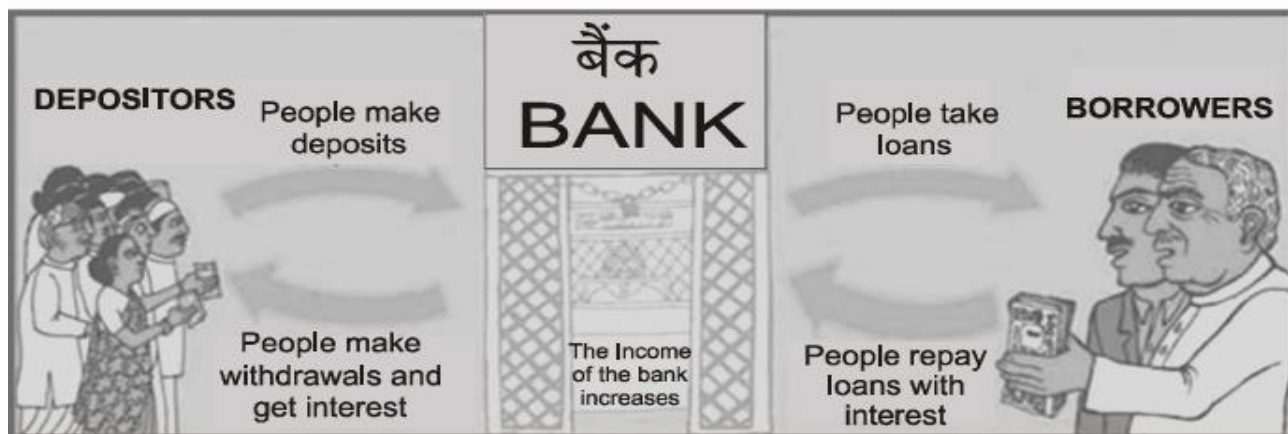 DEPOSITORS
People make
deposits
People make
withdrawals and
get interest
बैंक
BANK
The Income
of the bank
increases
People take
loans
BORROWERS
People repay
loans with
interest